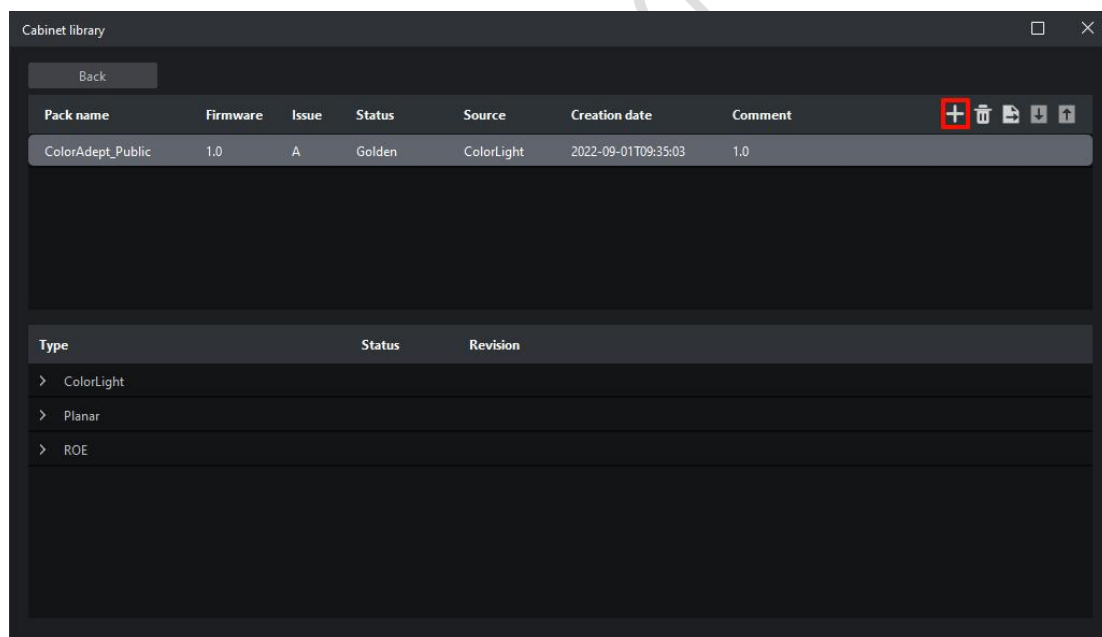 Cabinet library
Back
Pack name Firmware Issue Status Source Creation date Comment
ColorAdept_Public 1.0 A Golden ColorLight 2022-09-01T09:35:03 1.0
Type Status Revision
ColorLight
Planar
ROE